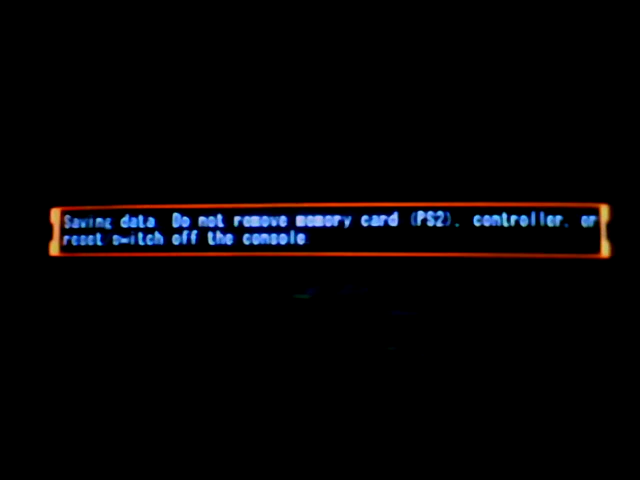 Saving data. Do not remove memory card (PS2), controller, or
reset switch off the console